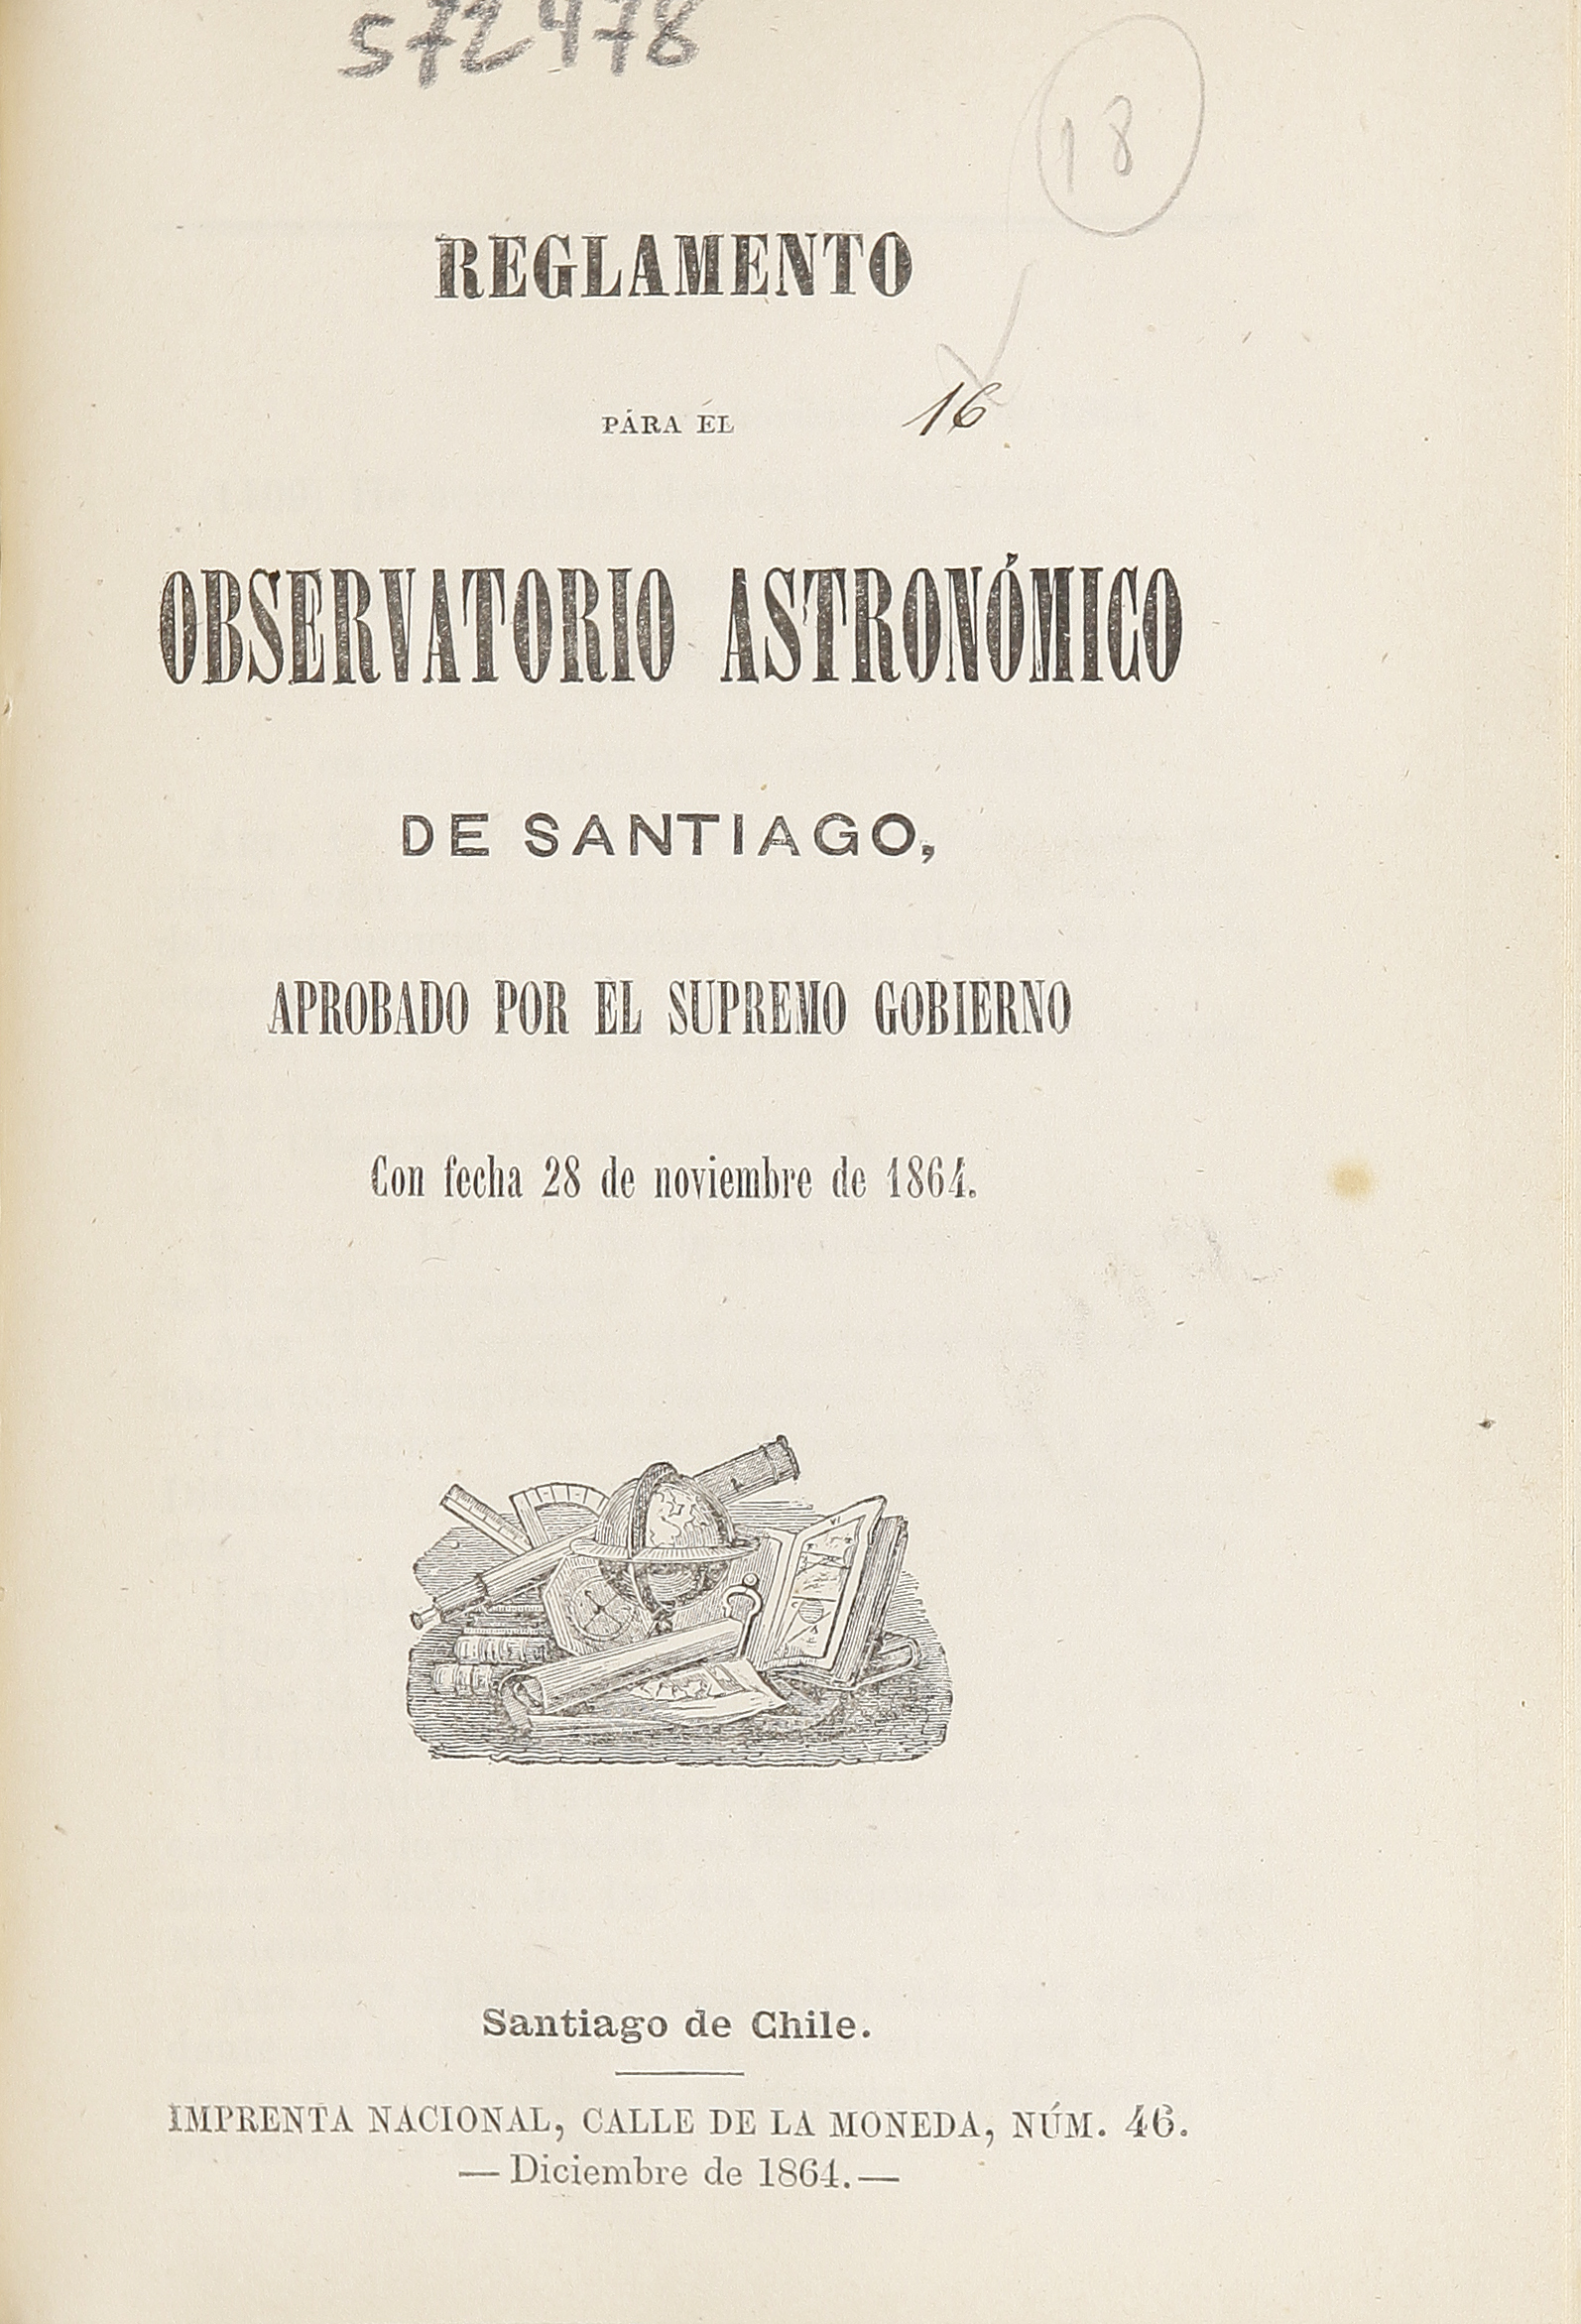 572478
18
REGLAMENTO
PÁRA ÉL
16
OBSERVATORIO ASTRONÓMICO
DE SANTIAGO,
APROBADO POR EL SUPREMO GOBIERNO
Con fecha 28 de noviembre de 1864.
Santiago de Chile.
IMPRENTA NACIONAL, CALLE DE LA MONEDA, NÚM. 46.
— Diciembre de 1864.—